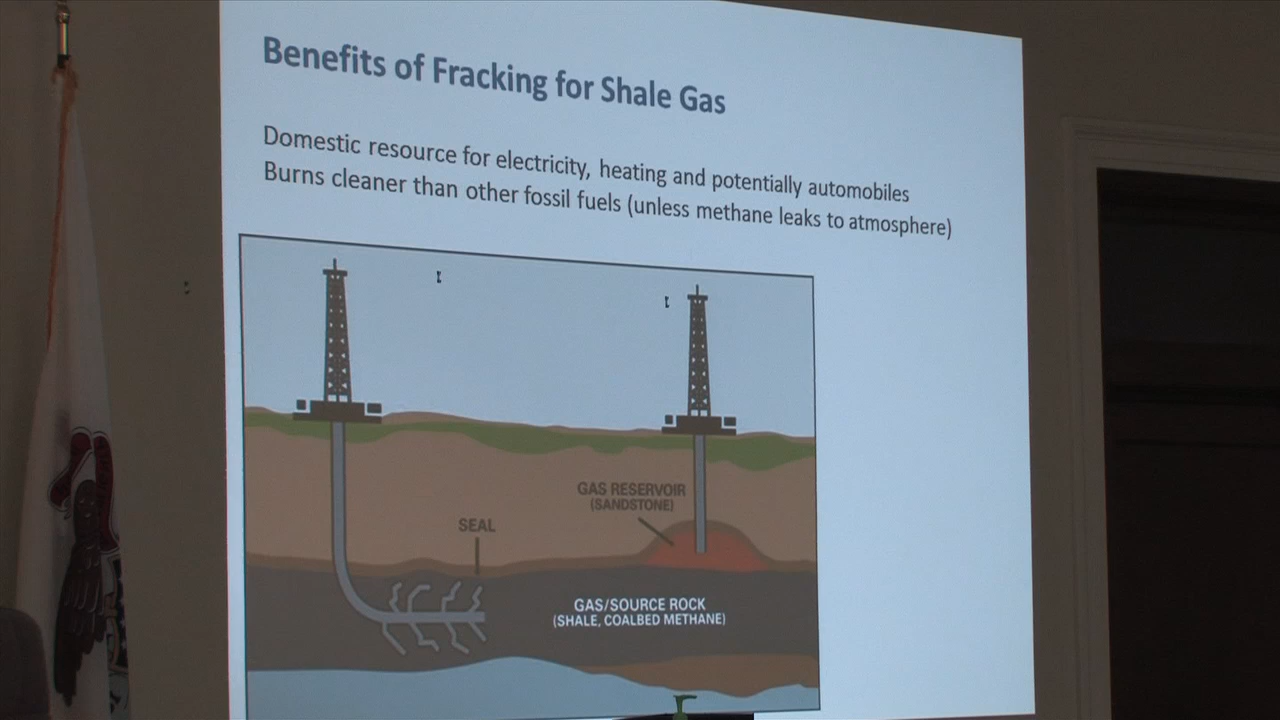 Benefits of Fracking for Shale Gas
Domestic resource for electricity, heating and potentially automobiles
Burns cleaner than other fossil fuels (unless methane leaks to atmosphere)
GAS RESERVOIR
(SANDSTONE)
SEAL
GAS/SOURCE ROCK
(SHALE, COALBED METHANE)